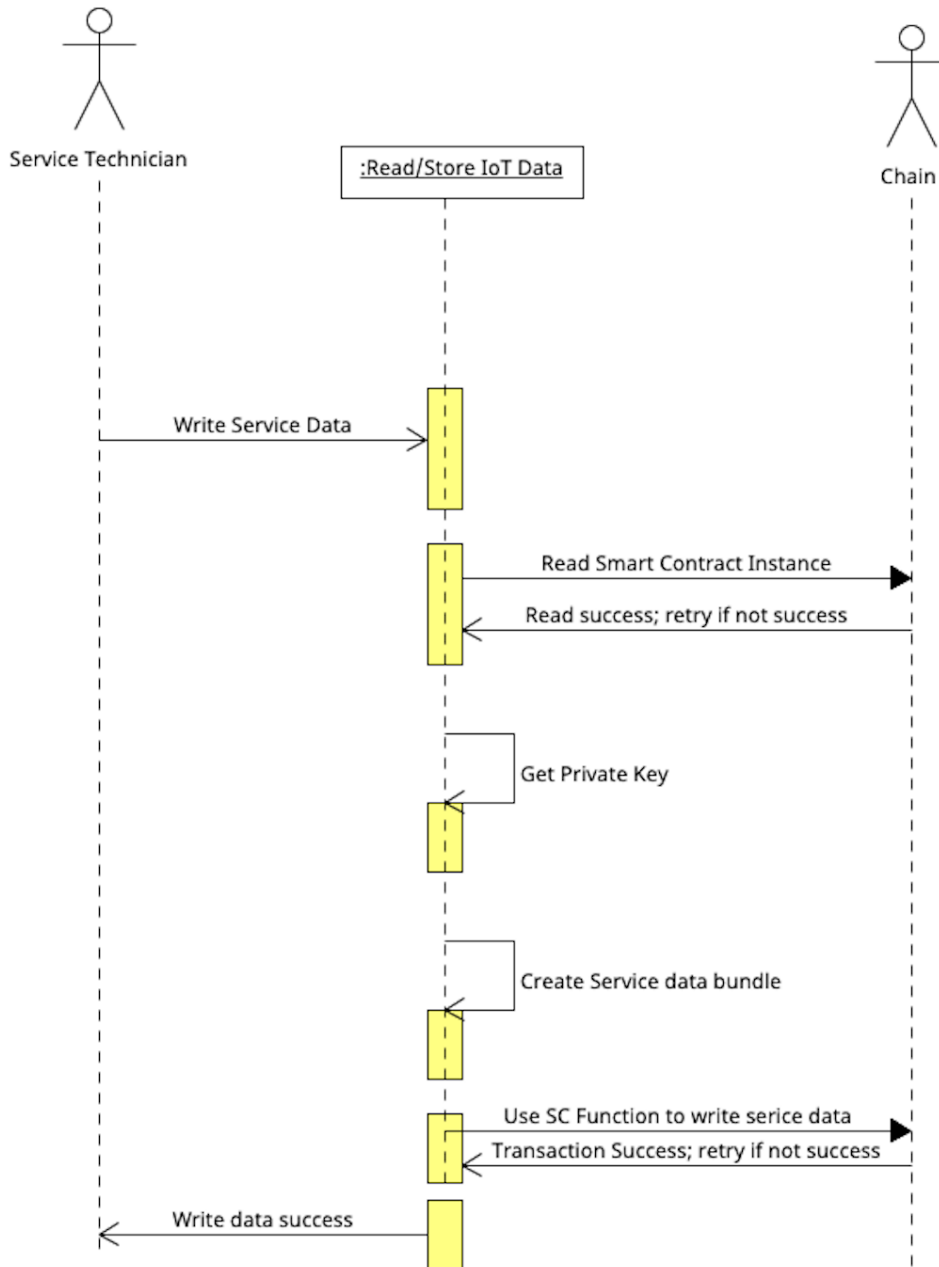 Service Technician
:Read/Store IoT Data
Chain
Write Service Data
Read Smart Contract Instance
Read success; retry if not success
Get Private Key
Create Service data bundle
Use SC Function to write serice data
Transaction Success; retry if not success
Write data success